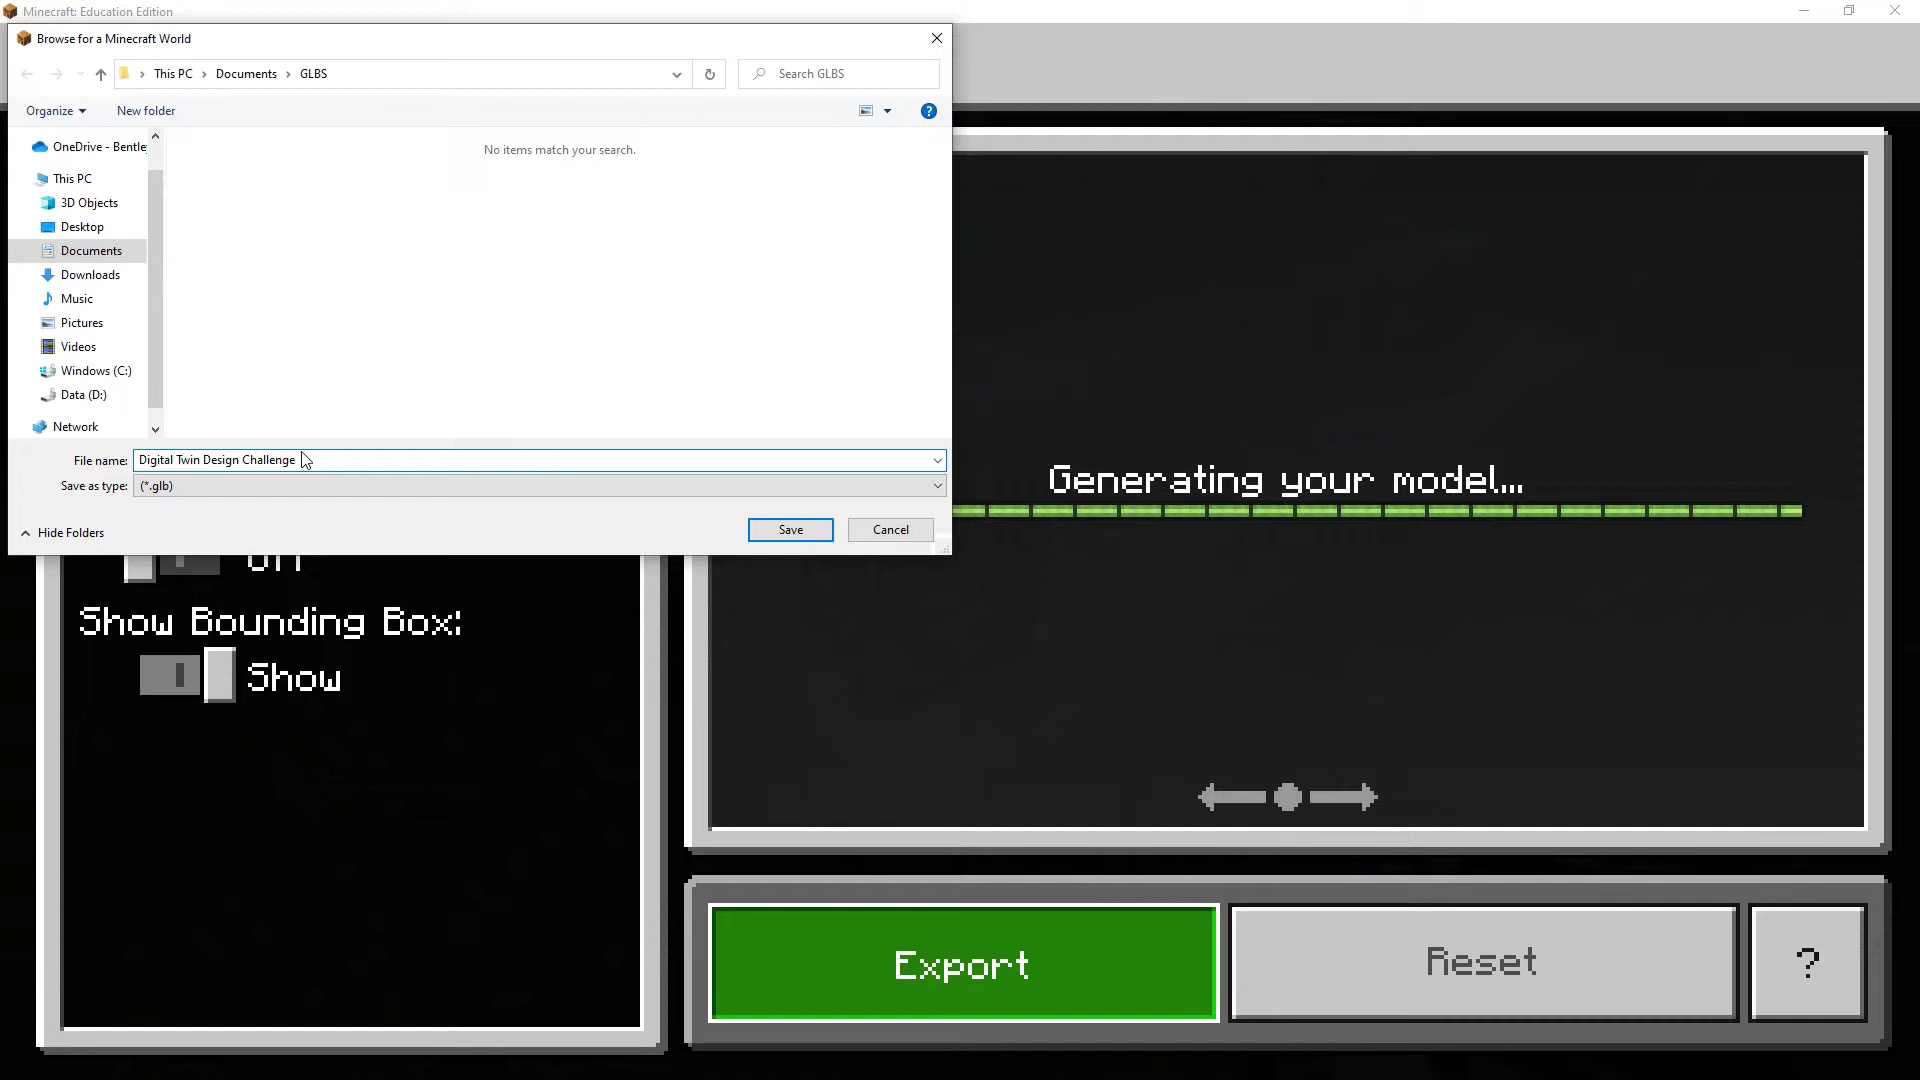 Minecraft: Education Edition
Browse for a Minecraft World
This PC > Documents > GLBS
Search GLBS
Organize
New folder
?
OneDrive - Bentle
No items match your search.
This PC
3D Objects
Desktop
Documents
Downloads
Music
Pictures
Videos
Windows (C:)
Data (D:)
Network
File name: Digital Twin Design Challenge
Save as type: (*.glb)
Hide Folders
Save
Cancel
Generating your model...
Off
Show Bounding Box:
Show
Export
Reset
?